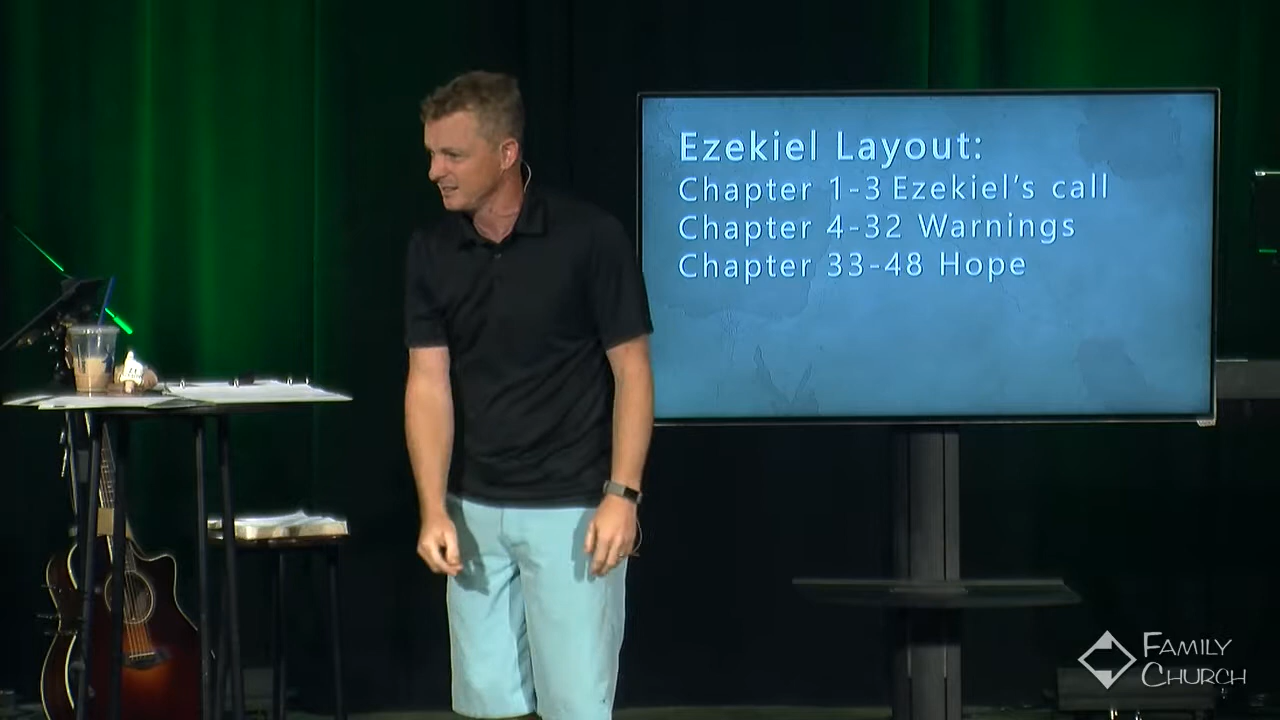 Ezekiel Layout:
Chapter 1-3 Ezekiel's call
Chapter 4-32 Warnings
Chapter 33-48 Hope
Family
Church